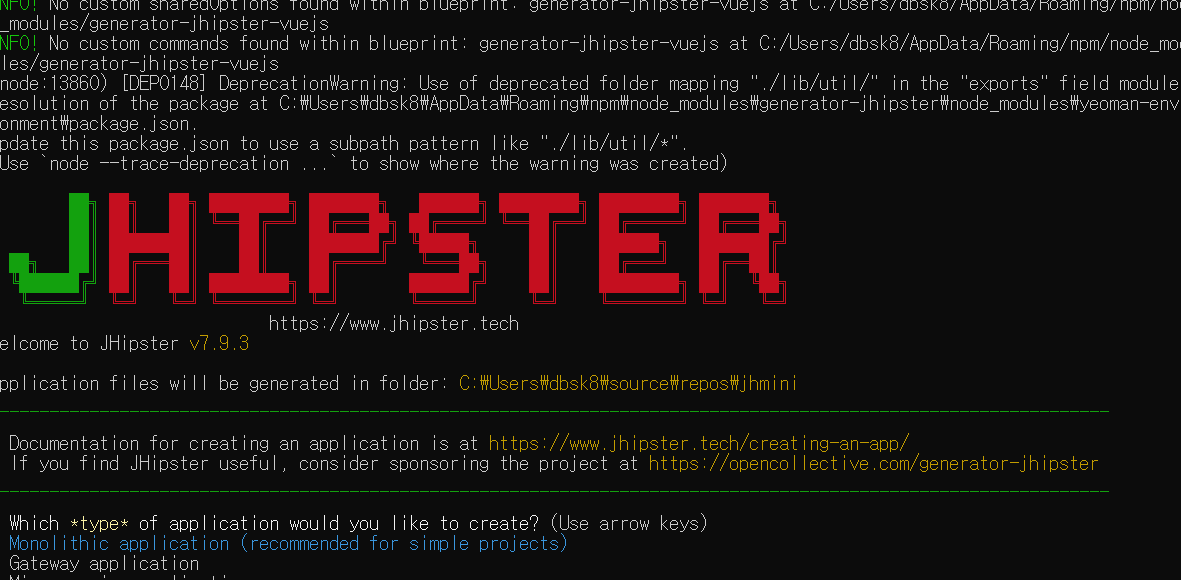 NFO! No custom sharedOptions found within blueprint: generator-jhipster-vuejs at C:/Users/dbsk8/AppData/Roaming/npm/no
_modules/generator-jhipster-vuejs
NFO! No custom commands found within blueprint: generator-jhipster-vuejs at C:/Users/dbsk8/AppData/Roaming/npm/node_mo
les/generator-jhipster-vuejs
node:13860) [DEP0148] DeprecationWarning: Use of deprecated folder mapping "./lib/util/" in the "exports" field module
esolution of the package at C:₩Users₩dbsk8₩AppData₩Roaming₩npm₩node_modules₩generator-jhipster₩node_modules₩yeoman-env
onment₩package.json.
pdate this package.json to use a subpath pattern like "./lib/util/*".
Use `node --trace-deprecation ...` to show where the warning was created)
JHIPSTER
https://www.jhipster.tech
elcome to JHipster v7.9.3
pplication files will be generated in folder: C:₩Users₩dbsk8₩source₩repos₩jhmini
Documentation for creating an application is at https://www.jhipster.tech/creating-an-app/
If you find JHipster useful, consider sponsoring the project at https://opencollective.com/generator-jhipster
Which *type* of application would you like to create? (Use arrow keys)
Monolithic application (recommended for simple projects)
Gateway application